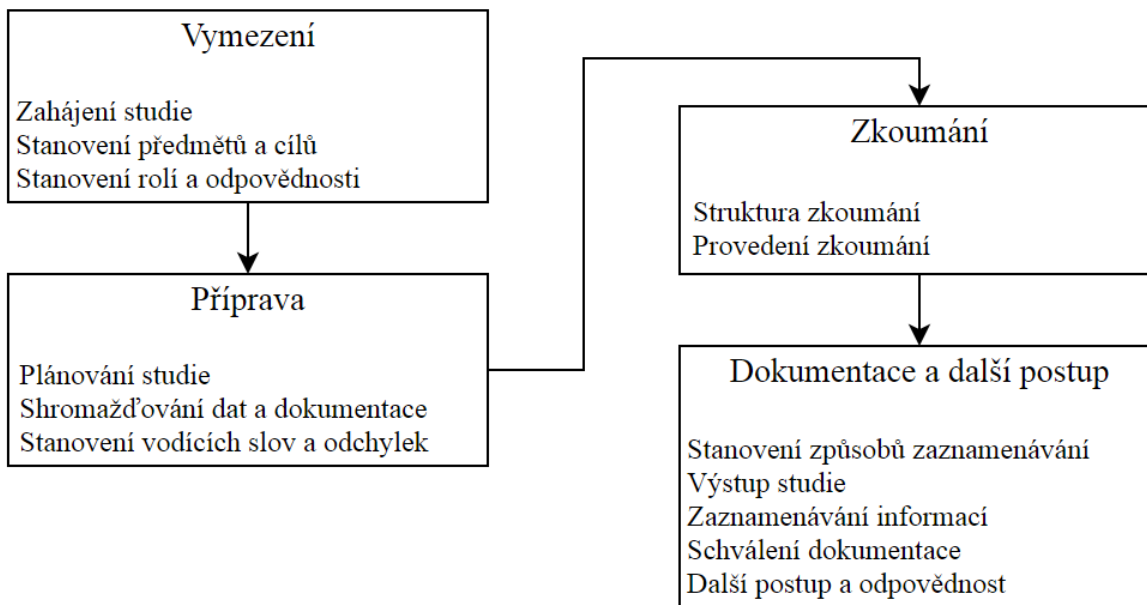 Vymezení
Zahájení studie
Stanovení předmětů a cílů
Stanovení rolí a odpovědnosti
Příprava
Plánování studie
Shromažďování dat a dokumentace
Stanovení vodících slov a odchylek
Zkoumání
Struktura zkoumání
Provedení zkoumání
Dokumentace a další postup
Stanovení způsobů zaznamenávání
Výstup studie
Zaznamenávání informací
Schválení dokumentace
Další postup a odpovědnost